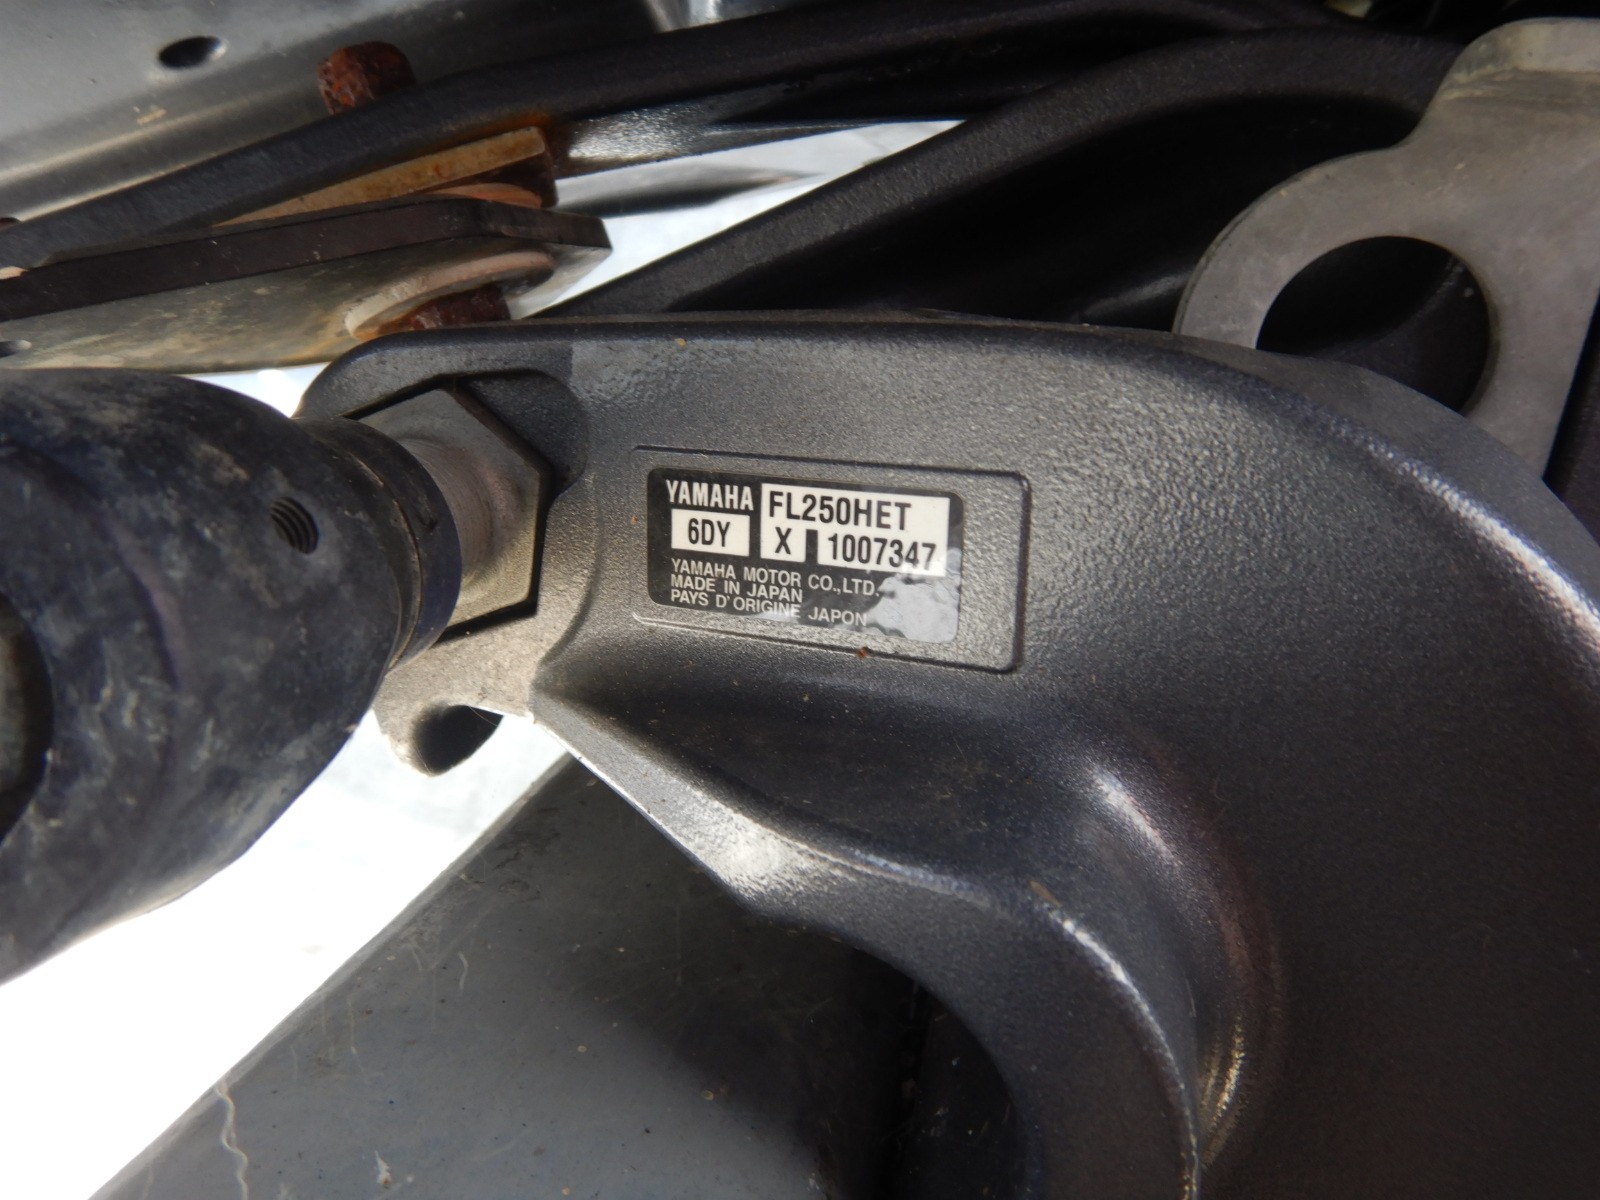 YAMAHA FL250HET
6DY X 1007347
YAMAHA MOTOR CO.,LTD.
MADE IN JAPAN
PAYS D'ORIGINE JAPON